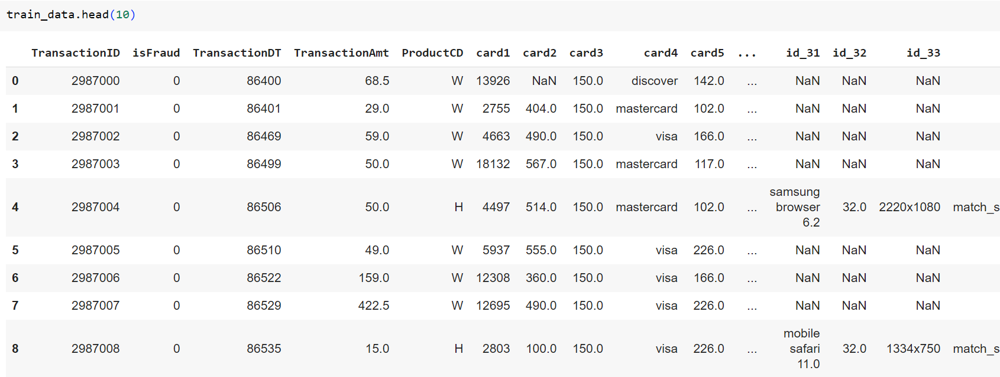 train_data.head(10)
TransactionID isFraud TransactionDT TransactionAmt ProductCD card1 card2 card3 card4 card5 ... id_31 id_32 id_33
0 2987000 0 86400 68.5 W 13926 NaN 150.0 discover 142.0 ... NaN NaN NaN
1 2987001 0 86401 29.0 W 2755 404.0 150.0 mastercard 102.0 ... NaN NaN NaN
2 2987002 0 86469 59.0 W 4663 490.0 150.0 visa 166.0 ... NaN NaN NaN
3 2987003 0 86499 50.0 W 18132 567.0 150.0 mastercard 117.0 ... NaN NaN NaN
samsung
4 2987004 0 86506 50.0 H 4497 514.0 150.0 mastercard 102.0 ... browser 32.0 2220x1080 match_s
6.2
5 2987005 0 86510 49.0 W 5937 555.0 150.0 visa 226.0 ... NaN NaN NaN
6 2987006 0 86522 159.0 W 12308 360.0 150.0 visa 166.0 ... NaN NaN NaN
7 2987007 0 86529 422.5 W 12695 490.0 150.0 visa 226.0 ... NaN NaN NaN
mobile
8 2987008 0 86535 15.0 H 2803 100.0 150.0 visa 226.0 ... safari 32.0 1334x750 match_s
11.0